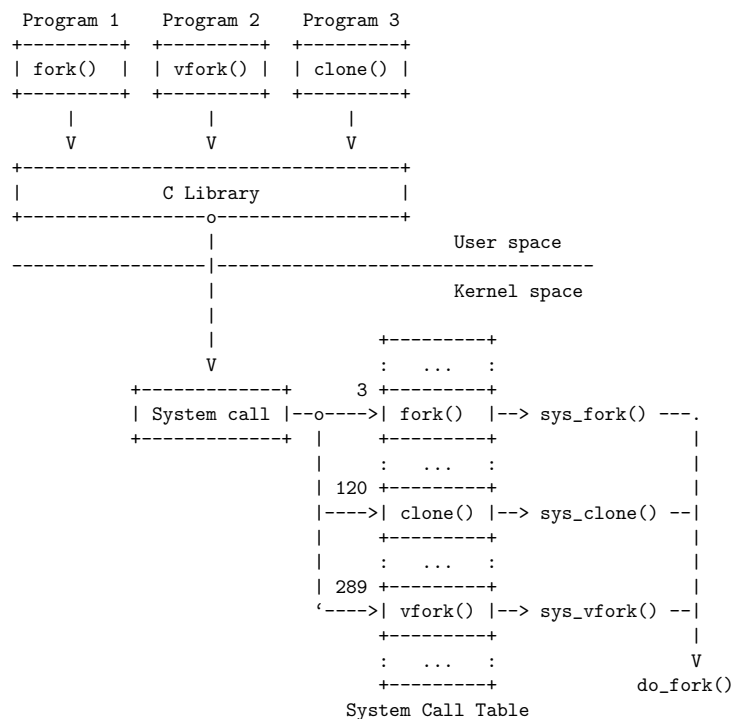 Program 1 Program 2 Program 3
fork() vfork() clone()
C Library
User space
Kernel space
: ... :
3
System call fork() sys_fork()
: ... :
120
clone() sys_clone()
: ... :
289
vfork() sys_vfork()
: ... :
do_fork()
System Call Table